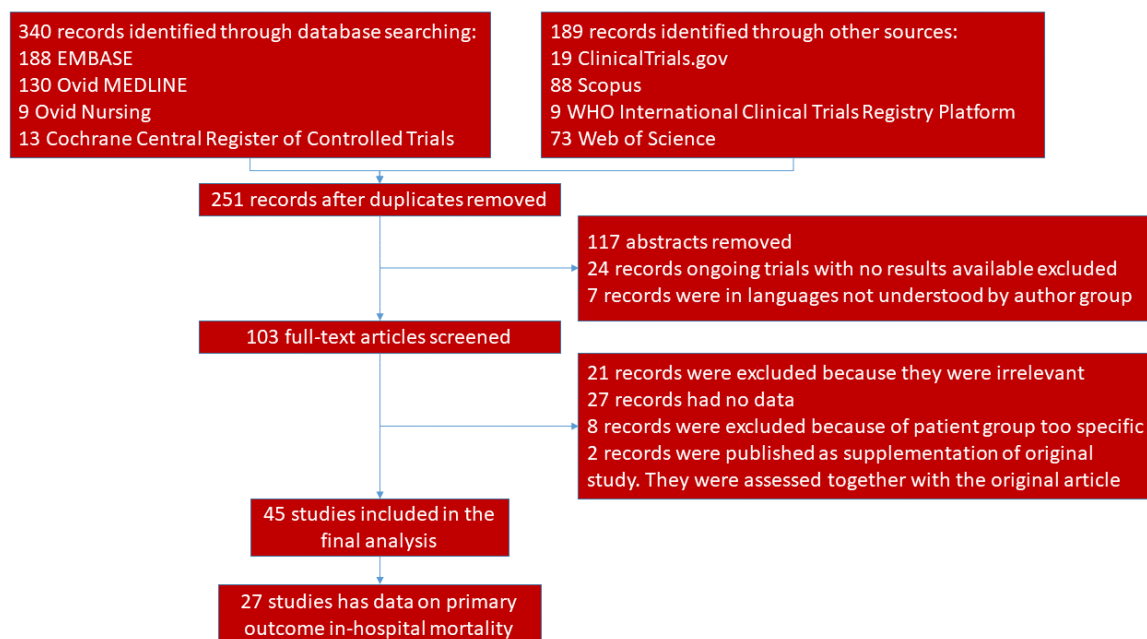 340 records identified through database searching:
188 EMBASE
130 Ovid MEDLINE
9 Ovid Nursing
13 Cochrane Central Register of Controlled Trials
189 records identified through other sources:
19 ClinicalTrials.gov
88 Scopus
9 WHO International Clinical Trials Registry Platform
73 Web of Science
251 records after duplicates removed
117 abstracts removed
24 records ongoing trials with no results available excluded
7 records were in languages not understood by author group
103 full-text articles screened
21 records were excluded because they were irrelevant
27 records had no data
8 records were excluded because of patient group too specific
2 records were published as supplementation of original
study. They were assessed together with the original article
45 studies included in the
final analysis
27 studies has data on primary
outcome in-hospital mortality